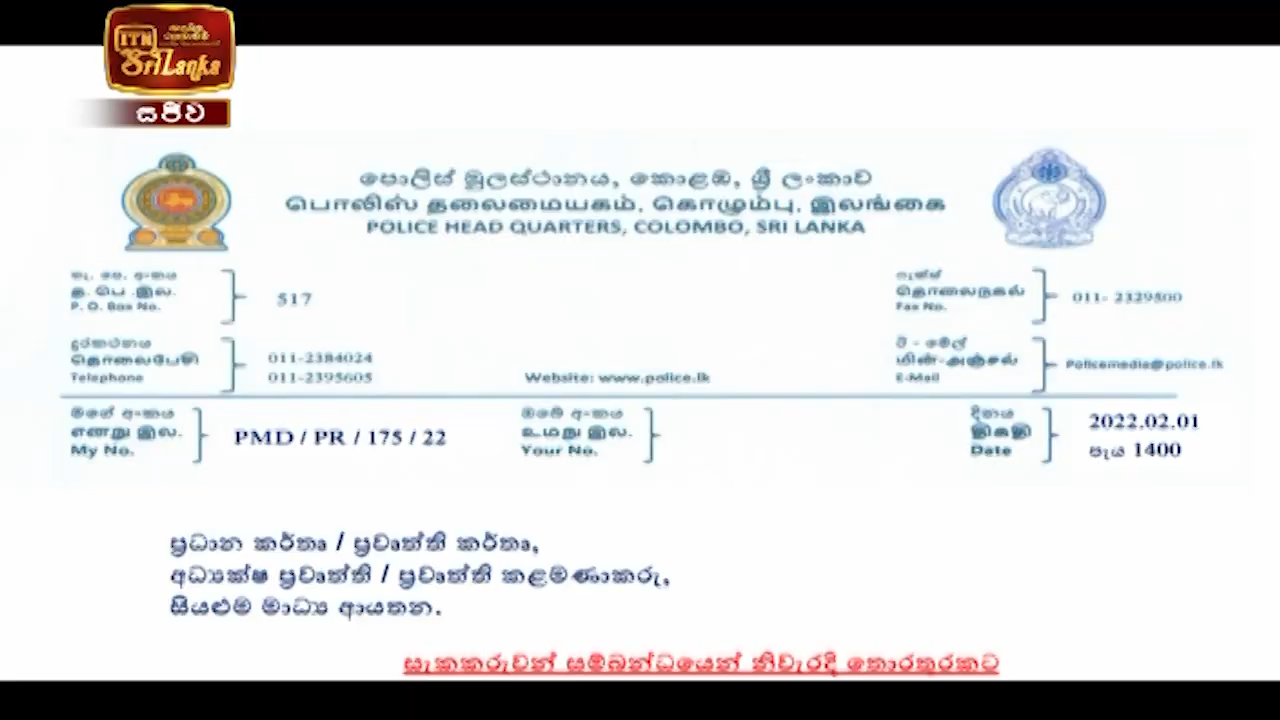 ITN
Sri Lanka
සජීව
පොලිස් මූලස්ථානය, කොළඹ, ශ්‍රී ලංකාව
பொலிஸ் தலைமையகம், கொழும்பு, இலங்கை
POLICE HEAD QUARTERS, COLOMBO, SRI LANKA
තැ. පෙ. අංකය
த. பெ. இல.
P. O. Box No.
517
ෆැක්ස්
தொலைநகல்
Fax No.
011- 2329800
දුරකථනය
தொலைபேசி
Telephone
011-2384024
011-2395605
Website: www.police.lk
ඊ - මේල්
மின்-அஞ்சல்
E-Mail
Policemedia@police.lk
මගේ අංකය
எனது இல.
My No.
PMD / PR / 175 / 22
ඔබේ අංකය
உமது இல.
Your No.
දිනය
திகதி
Date
2022.02.01
පැය 1400
ප්‍රධාන කර්තෘ / ප්‍රවෘත්ති කර්තෘ,
අධ්‍යක්ෂ ප්‍රවෘත්ති / ප්‍රවෘත්ති කළමණාකරු,
සියළුම මාධ්‍ය ආයතන.
සැකකරුවන් සම්බන්ධයෙන් නිවැරදි තොරතුරකට